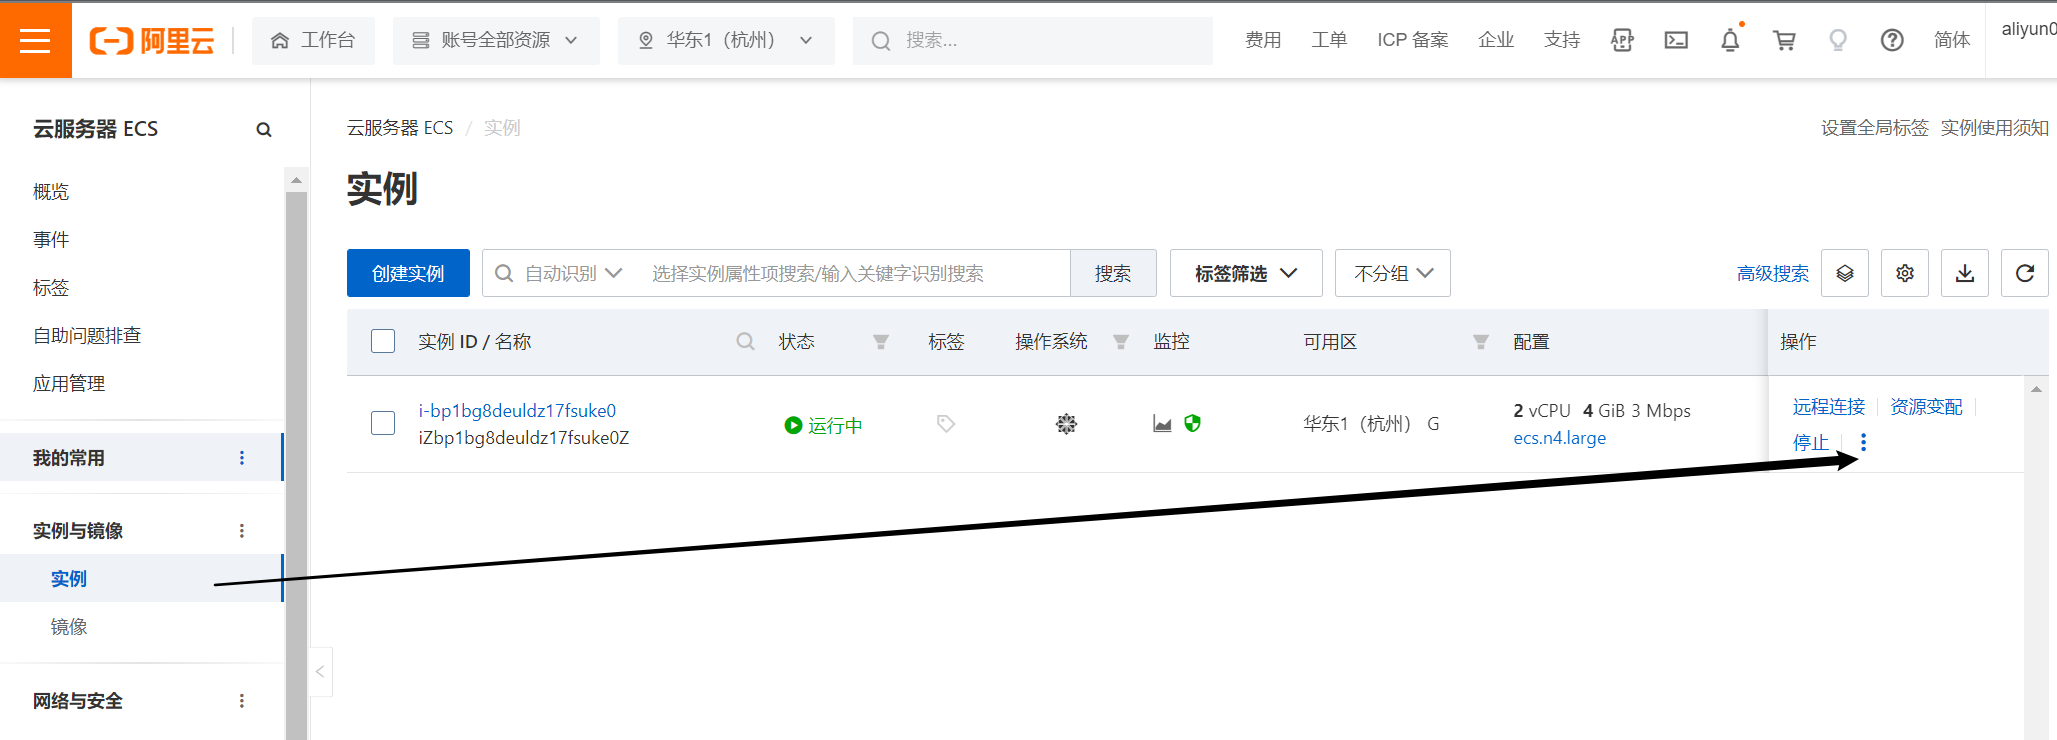 阿里云 工作台 账号全部资源 华东1（杭州） 搜索... 费用 工单 ICP 备案 企业 支持 API 简体 aliyun0
云服务器 ECS
概览
事件
标签
自助问题排查
应用管理
我的常用
实例与镜像
实例
镜像
网络与安全
云服务器 ECS / 实例 设置全局标签 实例使用须知
实例
创建实例 自动识别 选择实例属性项搜索/输入关键字识别搜索 搜索 标签筛选 不分组 高级搜索
实例 ID / 名称 状态 标签 操作系统 监控 可用区 配置 操作
i-bp1bg8deuldz17fsuke0
iZbp1bg8deuldz17fsuke0Z
运行中
华东1（杭州） G
2 vCPU 4 GiB 3 Mbps
ecs.n4.large
远程连接 资源变配
停止